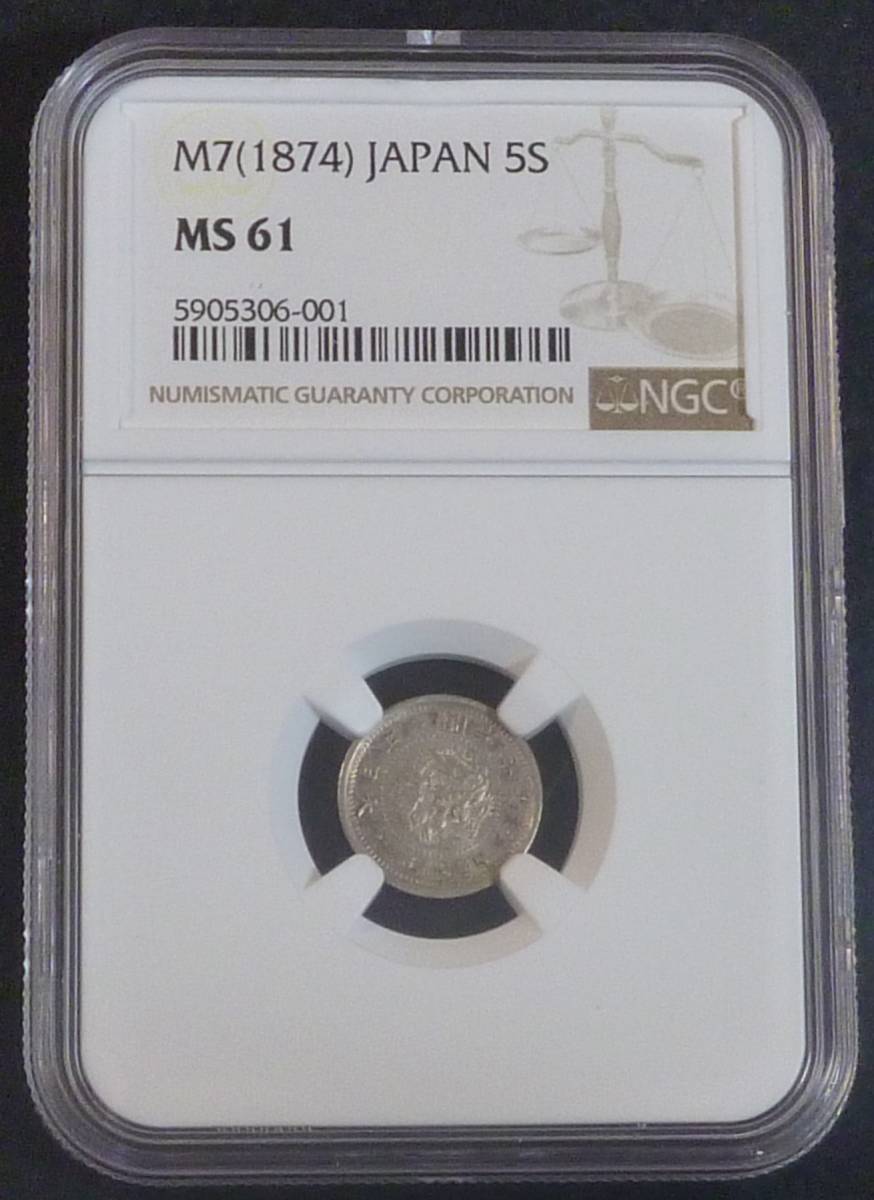 M7(1874) JAPAN 5S
MS 61
5905306-001
NUMISMATIC GUARANTY CORPORATION
NGC®